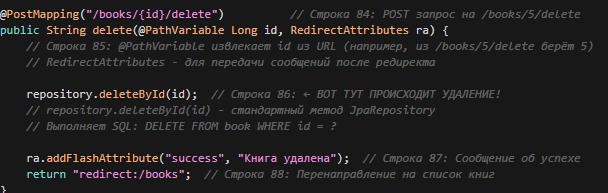 @PostMapping("/books/{id}/delete") // Строка 84: POST запрос на /books/5/delete
public String delete(@PathVariable Long id, RedirectAttributes ra) {
// Строка 85: @PathVariable извлекает id из URL (например, из /books/5/delete берём 5)
// RedirectAttributes - для передачи сообщений после редиректа
repository.deleteById(id); // Строка 86: ← ВОТ ТУТ ПРОИСХОДИТ УДАЛЕНИЕ!
// repository.deleteById(id) - стандартный метод JpaRepository
// Выполняет SQL: DELETE FROM book WHERE id = ?
ra.addFlashAttribute("success", "Книга удалена"); // Строка 87: Сообщение об успехе
return "redirect:/books"; // Строка 88: Перенаправление на список книг
}